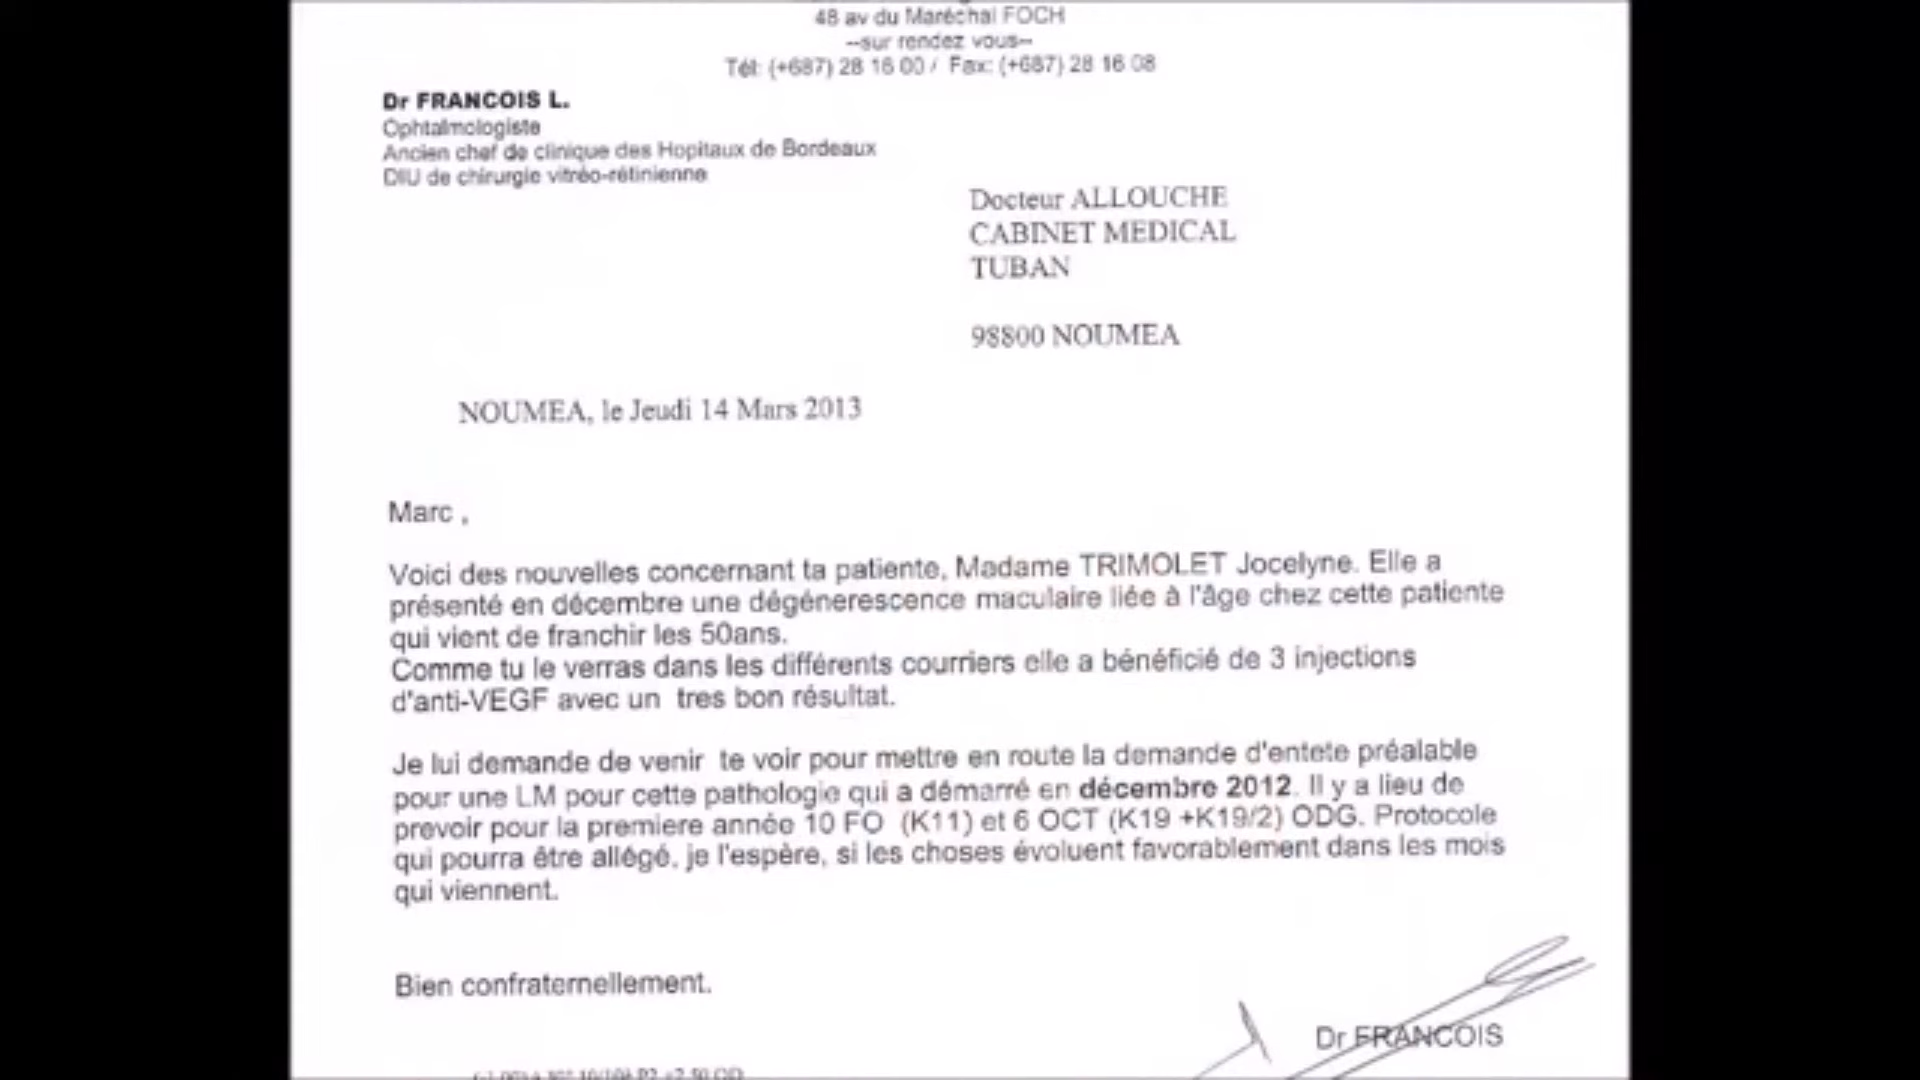 48 av du Maréchal FOCH
--sur rendez vous--
Tél: (+687) 28 16 00 / Fax: (+687) 28 16 08
Dr FRANCOIS L.
Ophtalmologiste
Ancien chef de clinique des Hopitaux de Bordeaux
DIU de chirurgie vitréo-rétinienne
Docteur ALLOUCHE
CABINET MEDICAL
TUBAN
98800 NOUMEA
NOUMEA, le Jeudi 14 Mars 2013
Marc ,
Voici des nouvelles concernant ta patiente, Madame TRIMOLET Jocelyne. Elle a
présenté en décembre une dégénerescence maculaire liée à l'âge chez cette patiente
qui vient de franchir les 50ans.
Comme tu le verras dans les différents courriers elle a bénéficié de 3 injections
d'anti-VEGF avec un tres bon résultat.
Je lui demande de venir te voir pour mettre en route la demande d'entete préalable
pour une LM pour cette pathologie qui a démarré en décembre 2012. Il y a lieu de
prevoir pour la premiere année 10 FO (K11) et 6 OCT (K19 +K19/2) ODG. Protocole
qui pourra être allégé, je l'espère, si les choses évoluent favorablement dans les mois
qui viennent.
Bien confraternellement.
Dr FRANCOIS